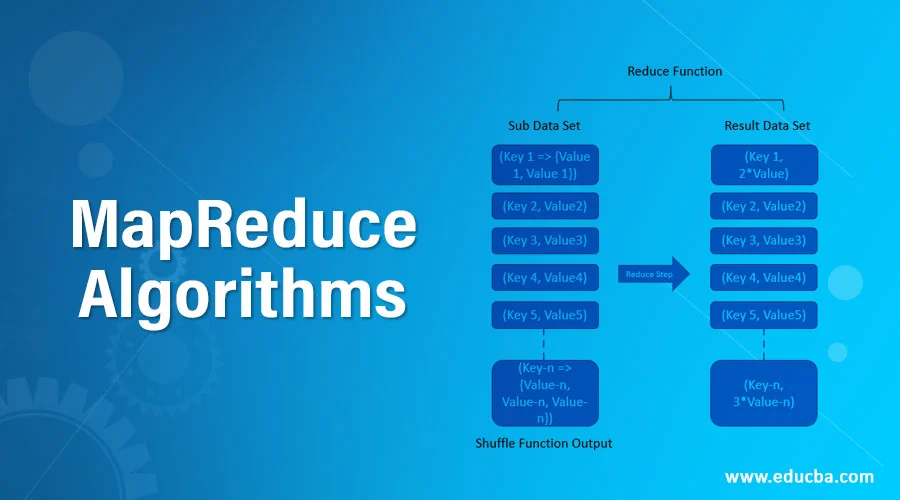 MapReduce
Algorithms
Reduce Function
Sub Data Set
(Key 1 => {Value
1, Value 1})
(Key 2, Value2)
(Key 3, Value3)
(Key 4, Value4)
(Key 5, Value5)
(Key-n =>
{Value-n,
Value-n, Value-
n})
Shuffle Function Output
Reduce Step
Result Data Set
(Key 1,
2*Value)
(Key 2, Value2)
(Key 3, Value3)
(Key 4, Value4)
(Key 5, Value5)
(Key-n,
3*Value-n)
www.educba.com